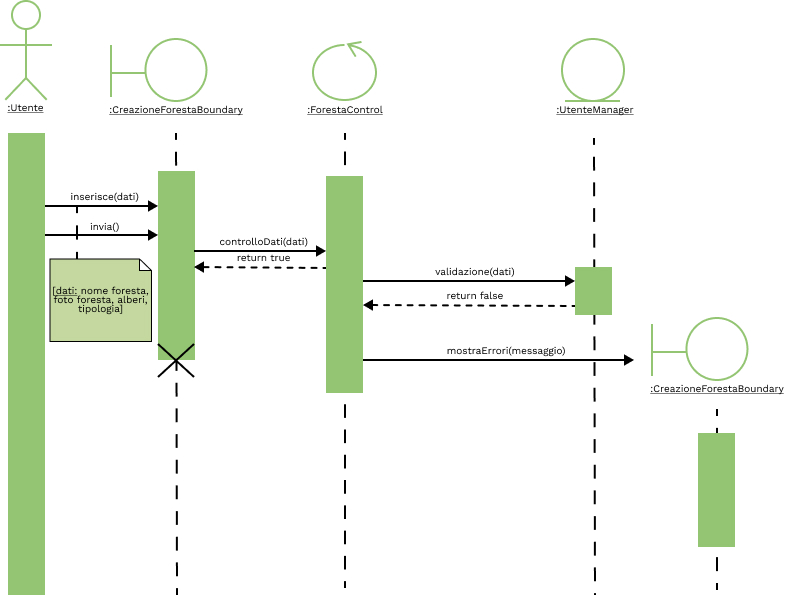 :Utente
:CreazioneForestaBoundary
:ForestaControl
:UtenteManager
inserisce(dati)
invia()
controlloDati(dati)
return true
[dati: nome foresta,
foto foresta, alberi,
tipologia]
validazione(dati)
return false
mostraErrori(messaggio)
:CreazioneForestaBoundary